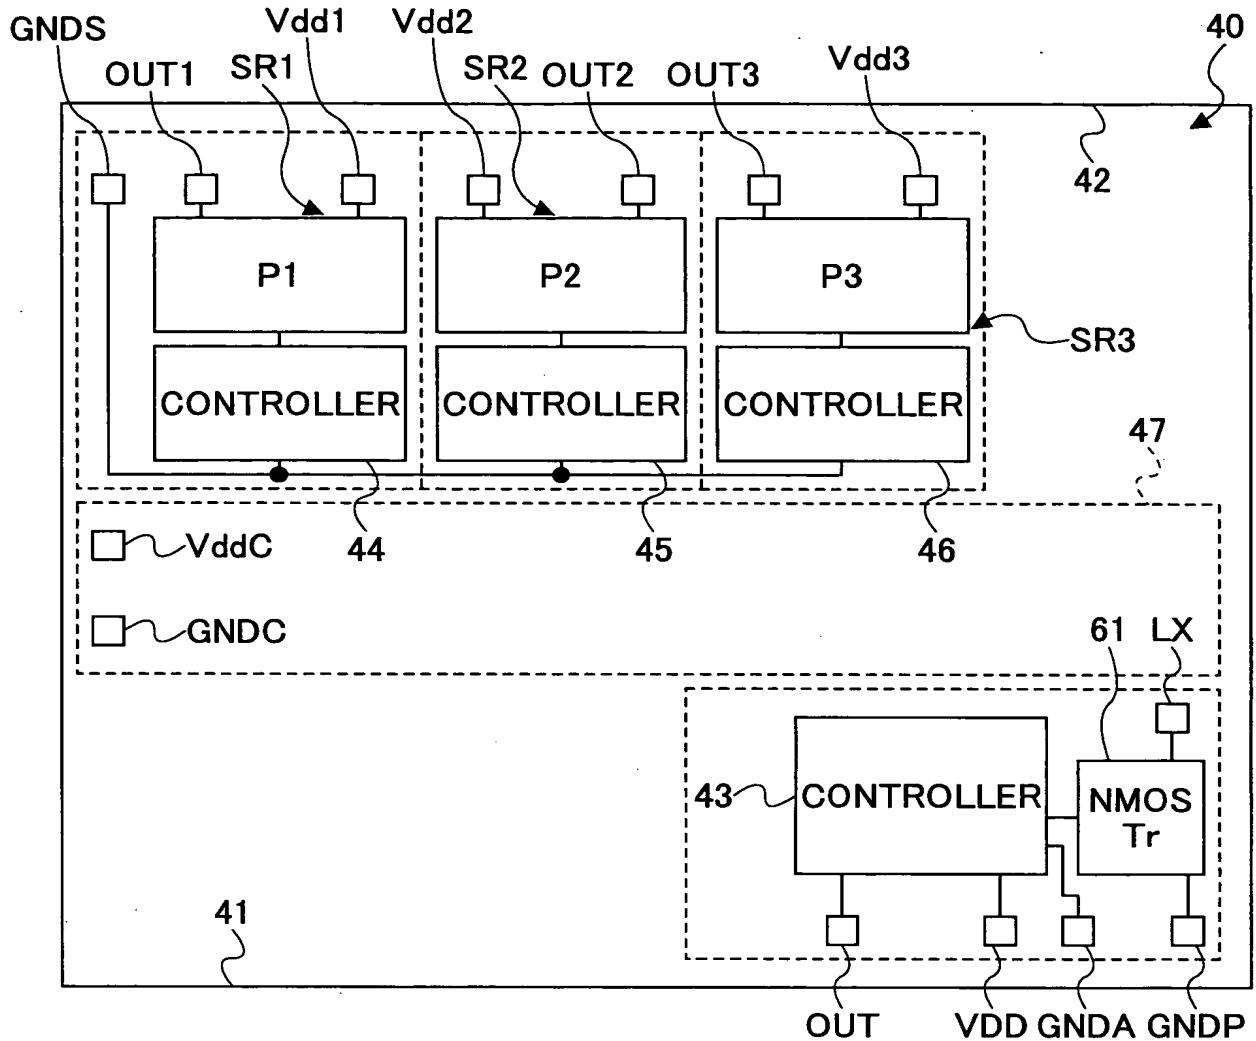 GNDS
Vdd1
Vdd2
40
OUT1
SR1
SR2
OUT2
OUT3
Vdd3
42
P1
P2
P3
SR3
CONTROLLER
CONTROLLER
CONTROLLER
47
VddC
44
45
46
GNDC
61
LX
43
CONTROLLER
NMOS
Tr
41
OUT
VDD
GNDA
GNDP